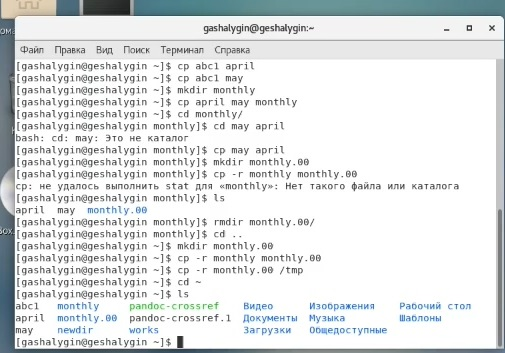 gashalygin@geshalygin:~
Файл Правка Вид Поиск Терминал Справка
[gashalygin@geshalygin ~]$ cp abc1 april
[gashalygin@geshalygin ~]$ cp abc1 may
[gashalygin@geshalygin ~]$ mkdir monthly
[gashalygin@geshalygin ~]$ cp april may monthly
[gashalygin@geshalygin ~]$ cd monthly/
[gashalygin@geshalygin monthly]$ cd may april
bash: cd: may: Это не каталог
[gashalygin@geshalygin monthly]$ cp may april
[gashalygin@geshalygin monthly]$ mkdir monthly.00
[gashalygin@geshalygin monthly]$ cp -r monthly monthly.00
cp: не удалось выполнить stat для «monthly»: Нет такого файла или каталога
[gashalygin@geshalygin monthly]$ ls
april may monthly.00
[gashalygin@geshalygin monthly]$ rmdir monthly.00/
[gashalygin@geshalygin monthly]$ cd ..
[gashalygin@geshalygin ~]$ mkdir monthly.00
[gashalygin@geshalygin ~]$ cp -r monthly monthly.00
[gashalygin@geshalygin ~]$ cp -r monthly.00 /tmp
[gashalygin@geshalygin ~]$ cd ~
[gashalygin@geshalygin ~]$ ls
abc1 monthly pandoc-crossref Видео Изображения Рабочий стол
april monthly.00 pandoc-crossref.1 Документы Музыка Шаблоны
may newdir works Загрузки Общедоступные
[gashalygin@geshalygin ~]$